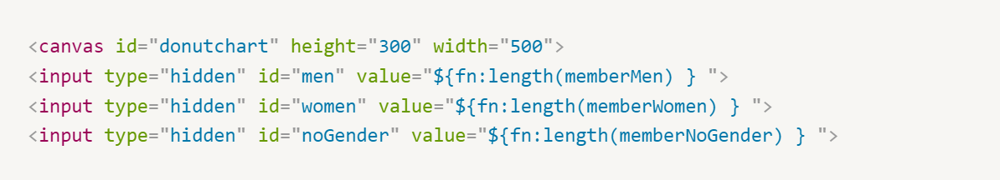 <canvas id="donutchart" height="300" width="500">
<input type="hidden" id="men" value="${fn:length(memberMen) } ">
<input type="hidden" id="women" value="${fn:length(memberWomen) } ">
<input type="hidden" id="noGender" value="${fn:length(memberNoGender) } ">